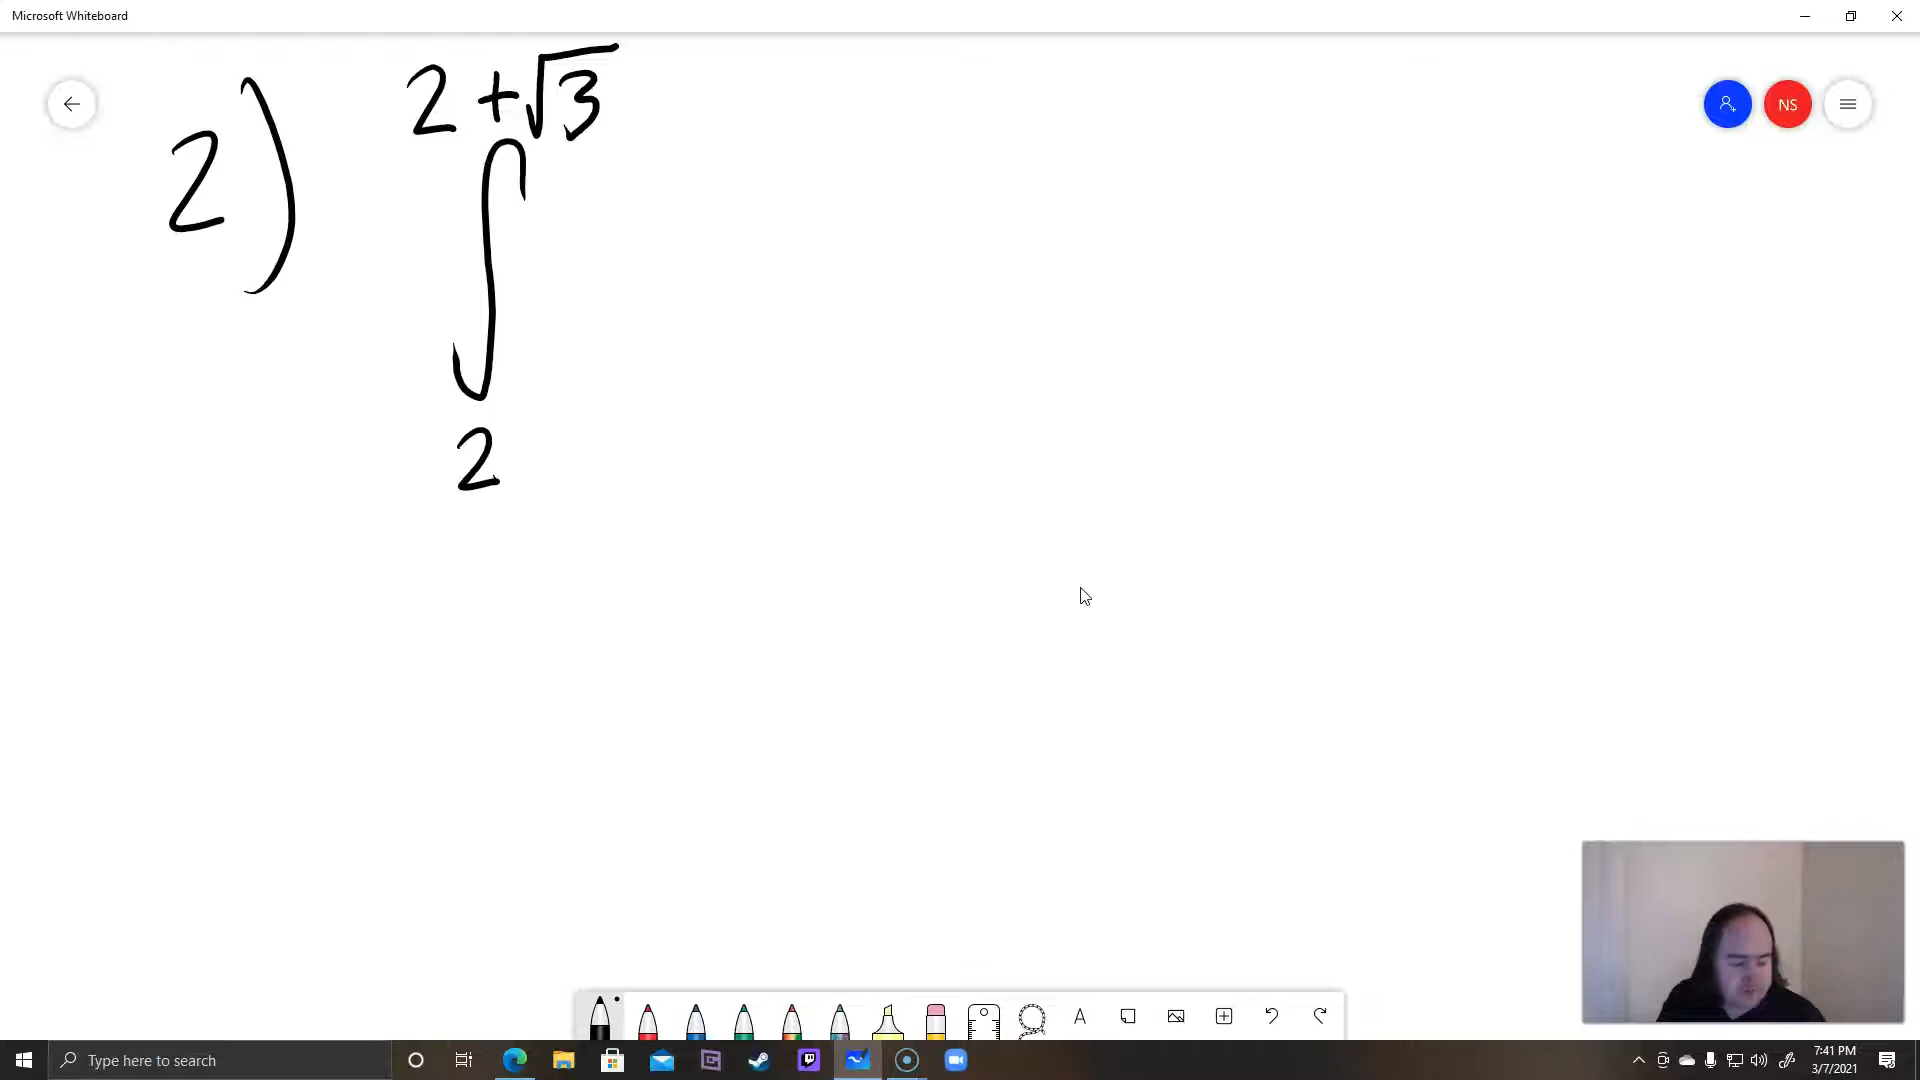 Microsoft Whiteboard
2 + √3
2) ∫
2
NS
A
Type here to search
7:41 PM
3/7/2021